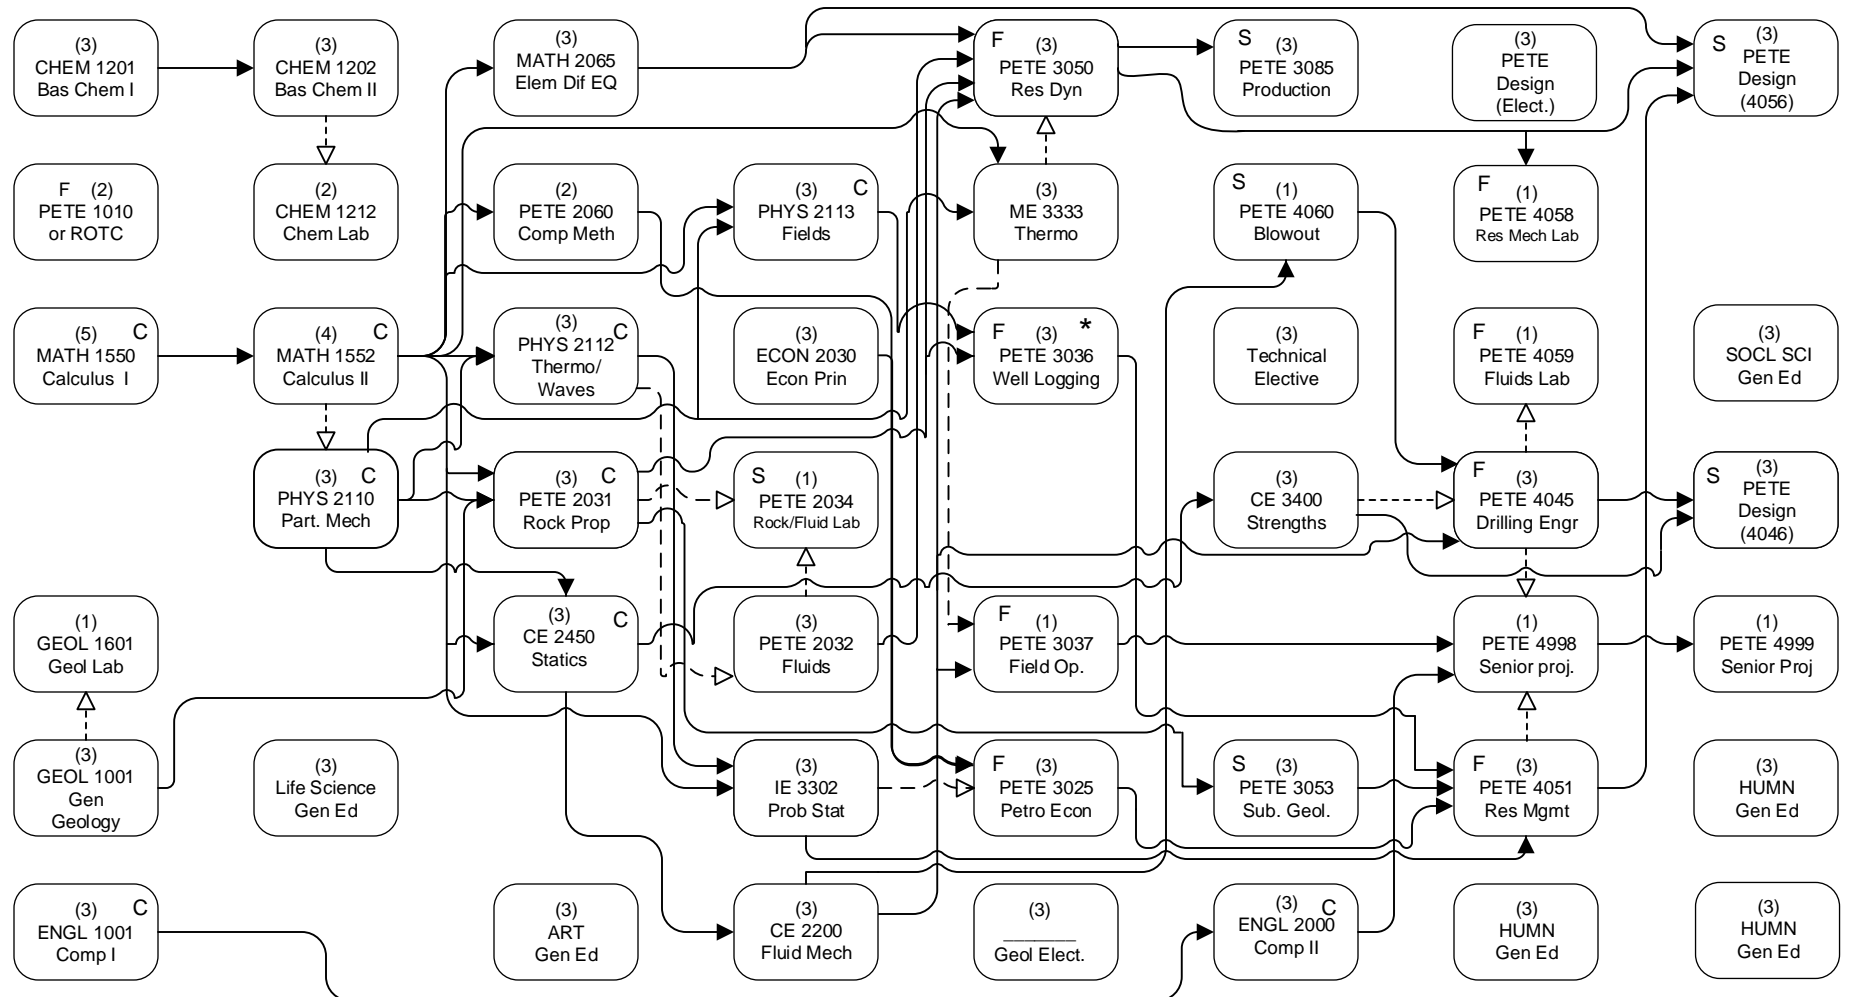 (3)
CHEM 1201
Bas Chem I
(3)
CHEM 1202
Bas Chem II
(3)
MATH 2065
Elem Dif EQ
F (3)
PETE 3050
Res Dyn
S (3)
PETE 3085
Production
(3)
PETE
Design
(Elect.)
S (3)
PETE
Design
(4056)
F (2)
PETE 1010
or ROTC
(2)
CHEM 1212
Chem Lab
(2)
PETE 2060
Comp Meth
(3) C
PHYS 2113
Fields
(3)
ME 3333
Thermo
S (1)
PETE 4060
Blowout
F (1)
PETE 4058
Res Mech Lab
(5) C
MATH 1550
Calculus I
(4) C
MATH 1552
Calculus II
(3)
PHYS 2112 C
Thermo/
Waves
(3)
ECON 2030
Econ Prin
F (3) *
PETE 3036
Well Logging
(3)
Technical
Elective
F (1)
PETE 4059
Fluids Lab
(3)
SOCL SCI
Gen Ed
(3) C
PHYS 2110
Part. Mech
(3) C
PETE 2031
Rock Prop
S (1)
PETE 2034
Rock/Fluid Lab
(3)
CE 3400
Strengths
F (3)
PETE 4045
Drilling Engr
S (3)
PETE
Design
(4046)
(1)
GEOL 1601
Geol Lab
(3) C
CE 2450
Statics
(3)
PETE 2032
Fluids
F (1)
PETE 3037
Field Op.
(1)
PETE 4998
Senior proj.
(1)
PETE 4999
Senior Proj
(3)
GEOL 1001
Gen
Geology
(3)
Life Science
Gen Ed
(3)
IE 3302
Prob Stat
F (3)
PETE 3025
Petro Econ
S (3)
PETE 3053
Sub. Geol.
F (3)
PETE 4051
Res Mgmt
(3)
HUMN
Gen Ed
(3) C
ENGL 1001
Comp I
(3)
ART
Gen Ed
(3)
CE 2200
Fluid Mech
(3)
_______
Geol Elect.
(3) C
ENGL 2000
Comp II
(3)
HUMN
Gen Ed
(3)
HUMN
Gen Ed